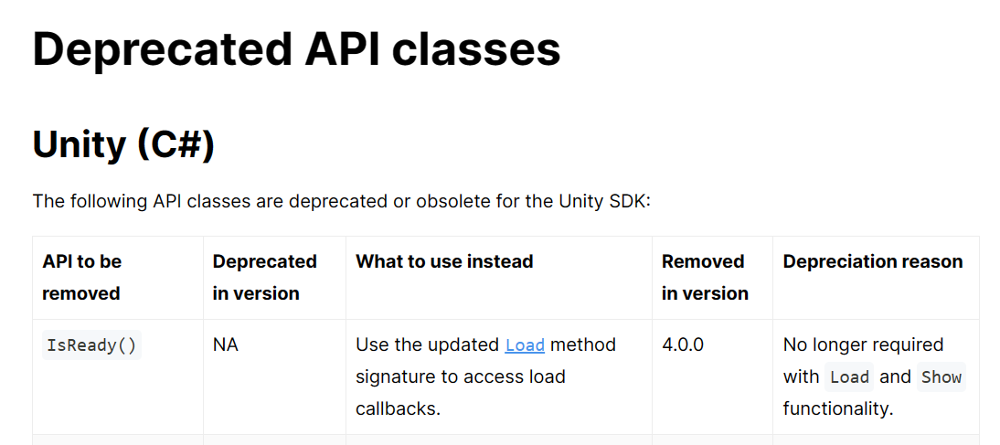 Deprecated API classes
Unity (C#)
The following API classes are deprecated or obsolete for the Unity SDK:
API to be
removed
Deprecated
in version
What to use instead
Removed
in version
Depreciation reason
IsReady()
NA
Use the updated Load method
signature to access load
callbacks.
4.0.0
No longer required
with Load and Show
functionality.